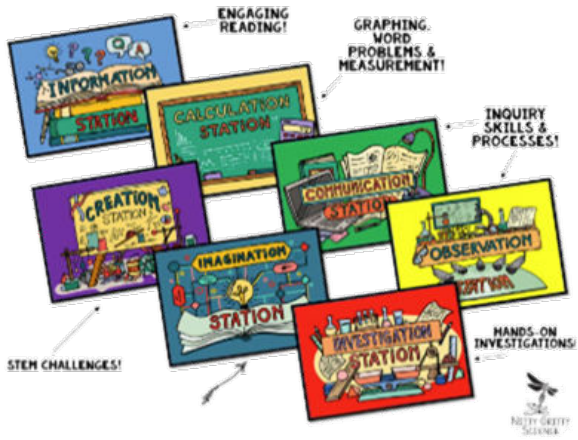 ENGAGING
READING!
GRAPHING,
WORD
PROBLEMS &
MEASUREMENT!
INFORMATION
STATION
Q
A
CALCULATION
STATION
INQUIRY
SKILLS &
PROCESSES!
COMMUNICATION
STATION
CREATION
STATION
OBSERVATION
STATION
IMAGINATION
STATION
INVESTIGATION
STATION
HANDS-ON
INVESTIGATIONS!
STEM CHALLENGES!
NITTY GRITTY
SCIENCE